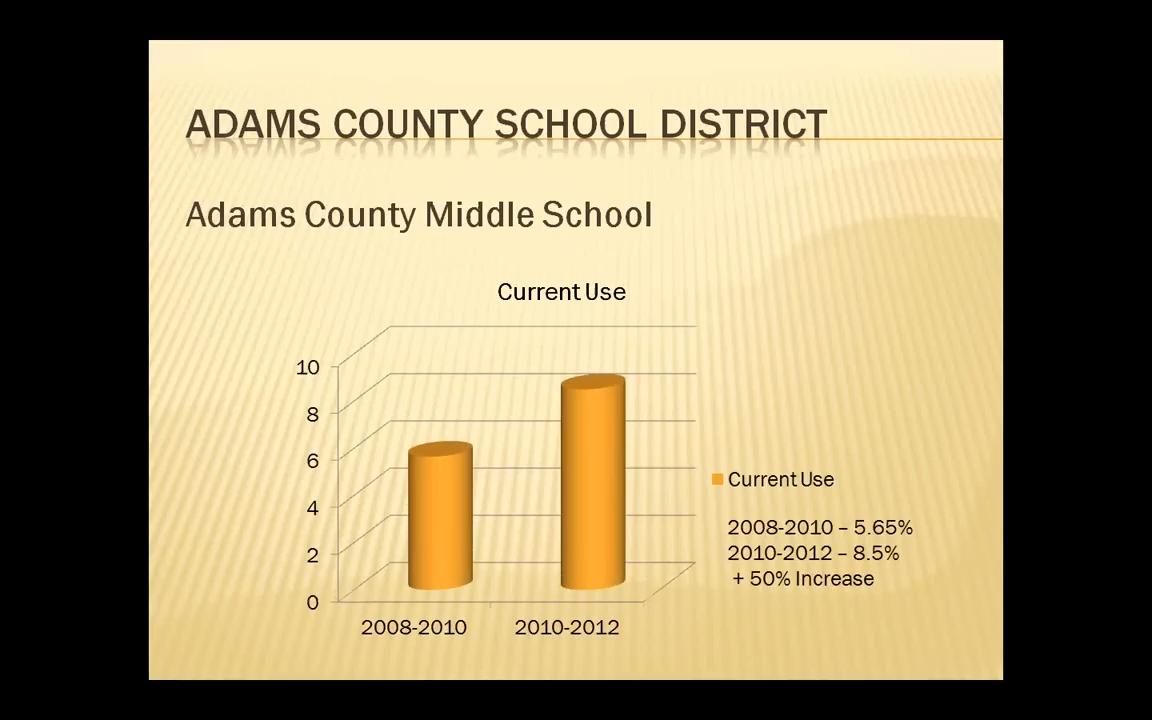 ADAMS COUNTY SCHOOL DISTRICT
Adams County Middle School
Current Use
10
8
6
4
2
0
2008-2010
2010-2012
Current Use
2008-2010 – 5.65%
2010-2012 – 8.5%
+ 50% Increase